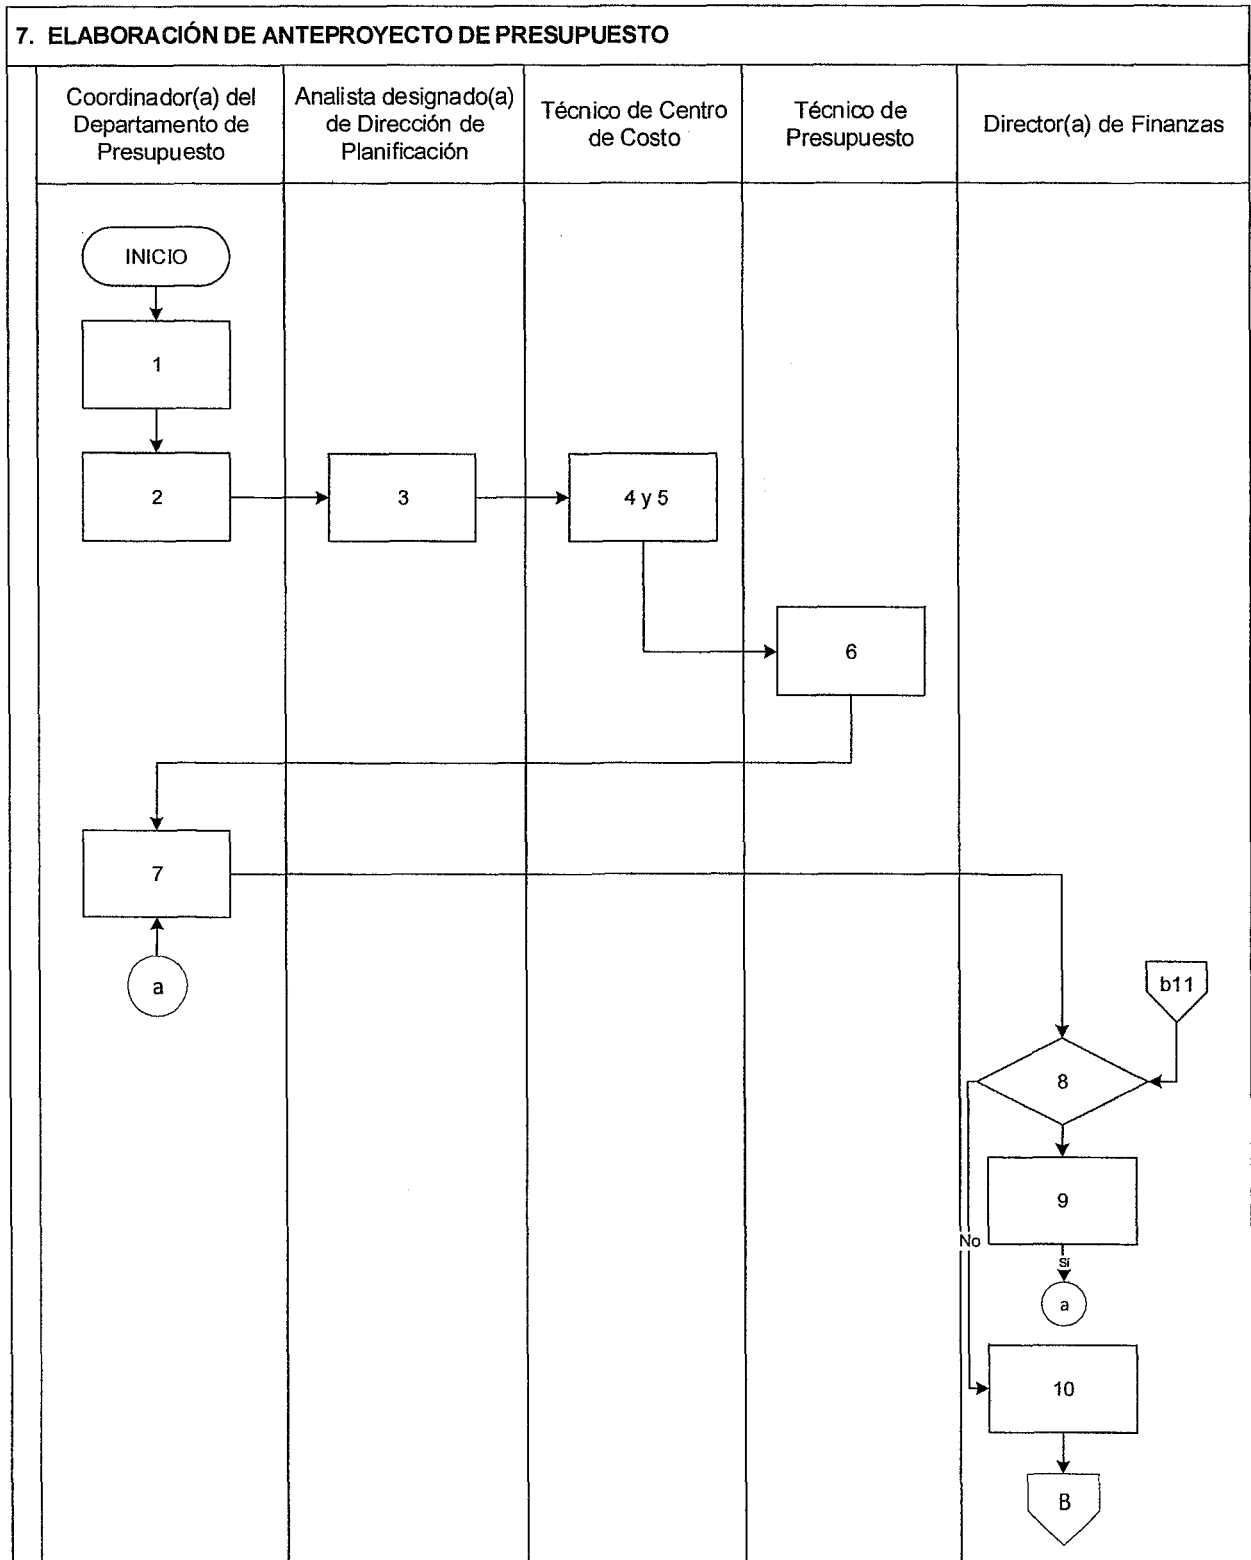 7. ELABORACIÓN DE ANTEPROYECTO DE PRESUPUESTO
Coordinador(a) del
Departamento de
Presupuesto
Analista designado(a)
de Dirección de
Planificación
Técnico de Centro
de Costo
Técnico de
Presupuesto
Director(a) de Finanzas
INICIO
1
2
3
4 y 5
6
7
a
b11
8
9
No
Sí
a
10
B